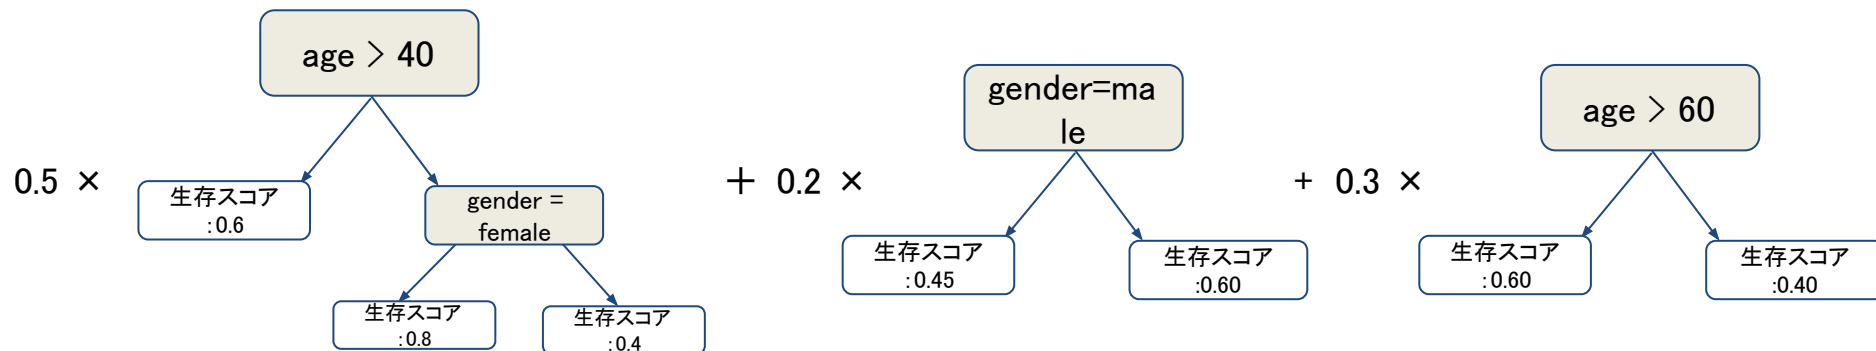 age > 40
0.5 ×
生存スコア
:0.6
gender =
female
生存スコア
:0.8
生存スコア
:0.4
+ 0.2 ×
gender=ma
le
生存スコア
:0.45
生存スコア
:0.60
+ 0.3 ×
age > 60
生存スコア
:0.60
生存スコア
:0.40